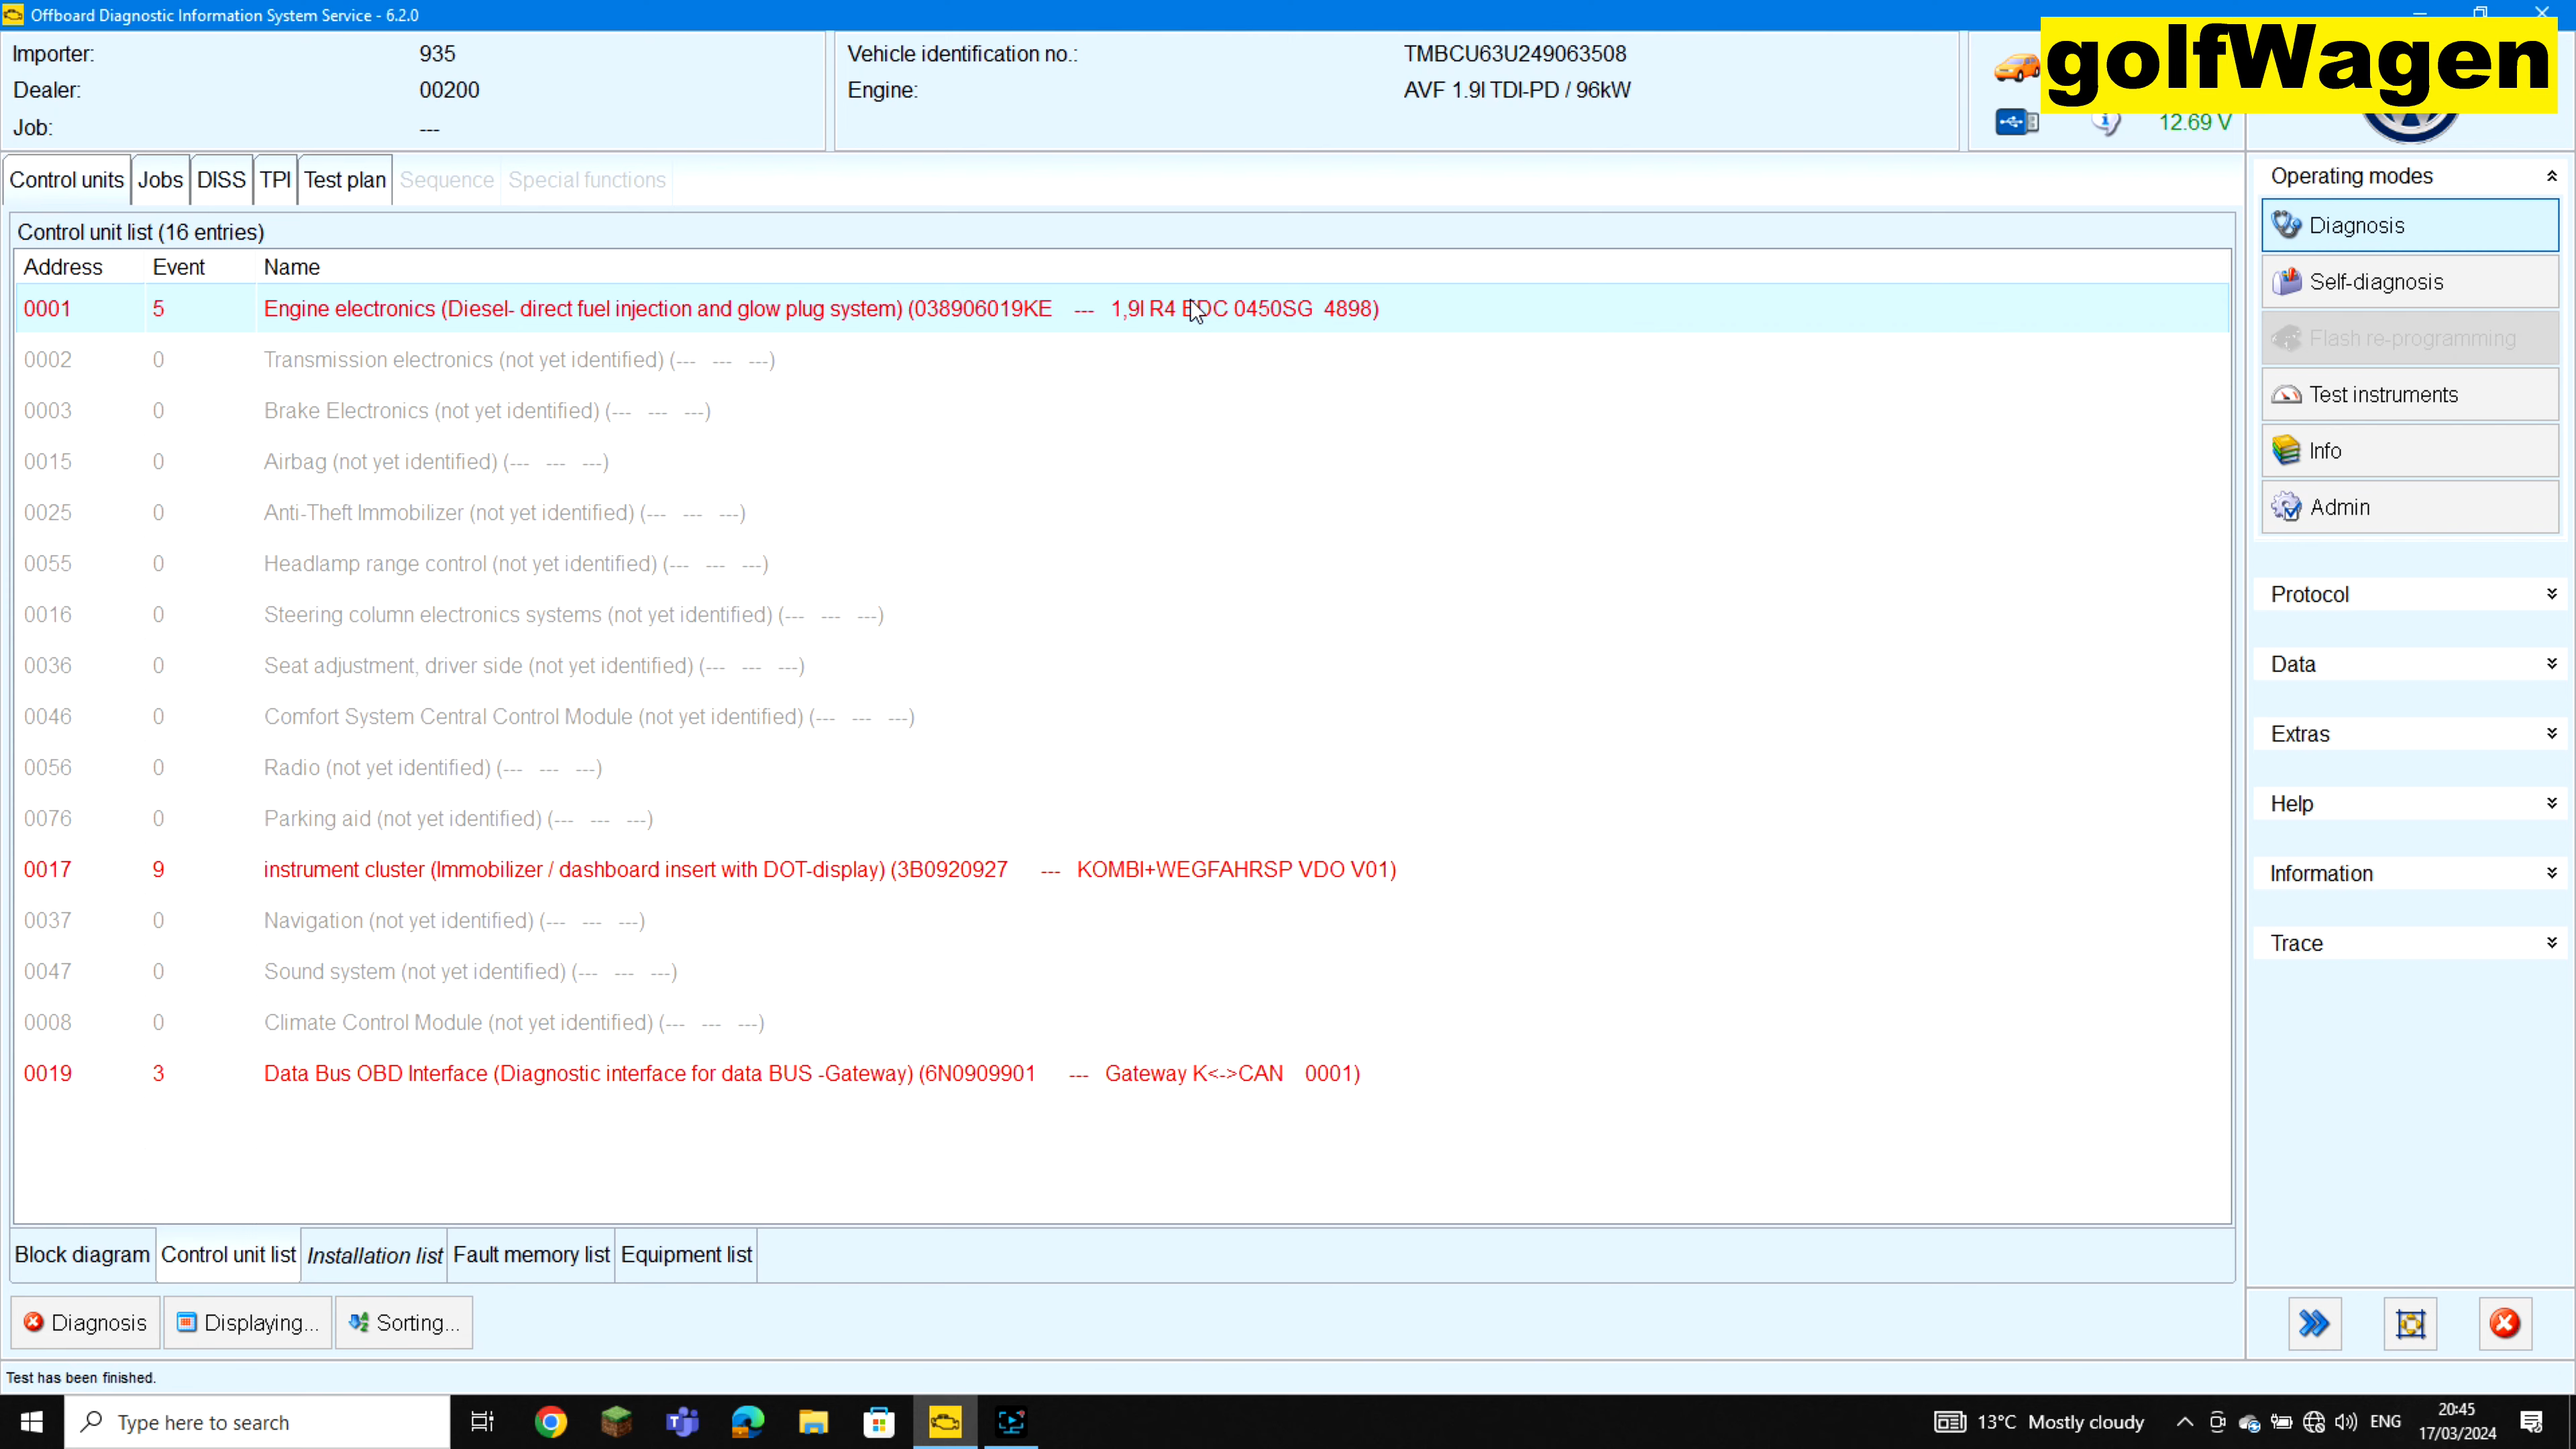 Offboard Diagnostic Information System Service - 6.2.0
golfWagen
Importer: 935
Dealer: 00200
Job: ---
Vehicle identification no.: TMBCU63U249063508
Engine: AVF 1.9l TDI-PD / 96kW
12.69 V
Control units Jobs DISS TPI Test plan Sequence Special functions
Control unit list (16 entries)
Address Event Name
0001 5 Engine electronics (Diesel- direct fuel injection and glow plug system) (038906019KE --- 1,9l R4 EDC 0450SG 4898)
0002 0 Transmission electronics (not yet identified) (--- --- ---)
0003 0 Brake Electronics (not yet identified) (--- --- ---)
0015 0 Airbag (not yet identified) (--- --- ---)
0025 0 Anti-Theft Immobilizer (not yet identified) (--- --- ---)
0055 0 Headlamp range control (not yet identified) (--- --- ---)
0016 0 Steering column electronics systems (not yet identified) (--- --- ---)
0036 0 Seat adjustment, driver side (not yet identified) (--- --- ---)
0046 0 Comfort System Central Control Module (not yet identified) (--- --- ---)
0056 0 Radio (not yet identified) (--- --- ---)
0076 0 Parking aid (not yet identified) (--- --- ---)
0017 9 instrument cluster (Immobilizer / dashboard insert with DOT-display) (3B0920927 --- KOMBI+WEGFAHRSP VDO V01)
0037 0 Navigation (not yet identified) (--- --- ---)
0047 0 Sound system (not yet identified) (--- --- ---)
0008 0 Climate Control Module (not yet identified) (--- --- ---)
0019 3 Data Bus OBD Interface (Diagnostic interface for data BUS -Gateway) (6N0909901 --- Gateway K<->CAN 0001)
Block diagram Control unit list Installation list Fault memory list Equipment list
Diagnosis Displaying... Sorting...
Test has been finished.
Operating modes
Diagnosis
Self-diagnosis
Flash re-programming
Test instruments
Info
Admin
Protocol
Data
Extras
Help
Information
Trace
Type here to search
13°C Mostly cloudy
ENG
20:45
17/03/2024